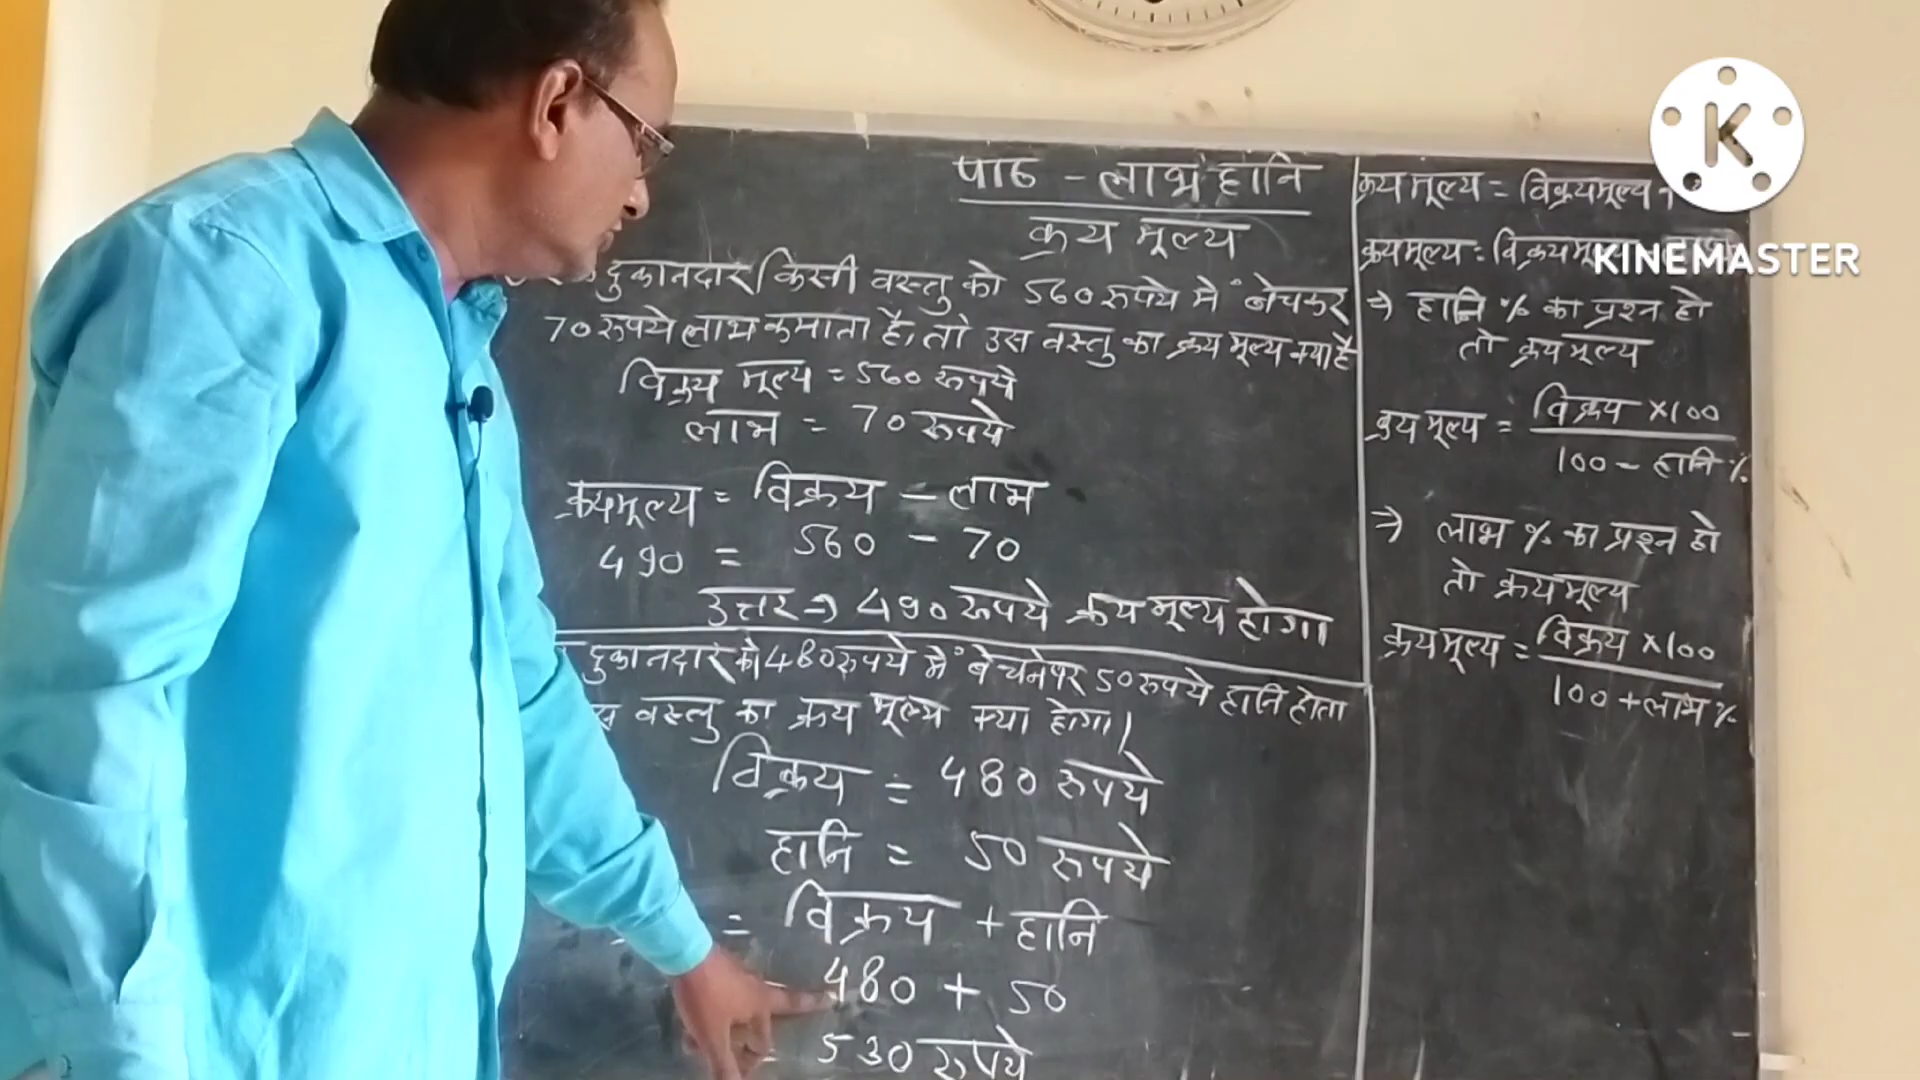 पाठ - लाभ हानि
क्रय मूल्य
दुकानदार किसी वस्तु को 560 रुपये में बेचकर
70 रुपये लाभ कमाता है, तो उस वस्तु का क्रय मूल्य क्या है
विक्रय मूल्य = 560 रुपये
लाभ = 70 रुपये
क्रयमूल्य = विक्रय - लाभ
490 = 560 - 70
उत्तर → 490 रुपये क्रय मूल्य होगा
दुकानदार को 480 रुपये में बेचनेपर 50 रुपये हानि होता
वस्तु का क्रय मूल्य क्या होगा।
विक्रय = 480 रुपये
हानि = 50 रुपये
= विक्रय + हानि
480 + 50
= 530 रुपये
क्रयमूल्य = विक्रयमूल्य
क्रयमूल्य = विक्रयमूल्य
⇒ हानि % का प्रश्न हो
तो क्रयमूल्य
क्रयमूल्य = विक्रय ×100
100 - हानि %
⇒ लाभ % का प्रश्न हो
तो क्रयमूल्य
क्रयमूल्य = विक्रय ×100
100 + लाभ %
K
KINEMASTER